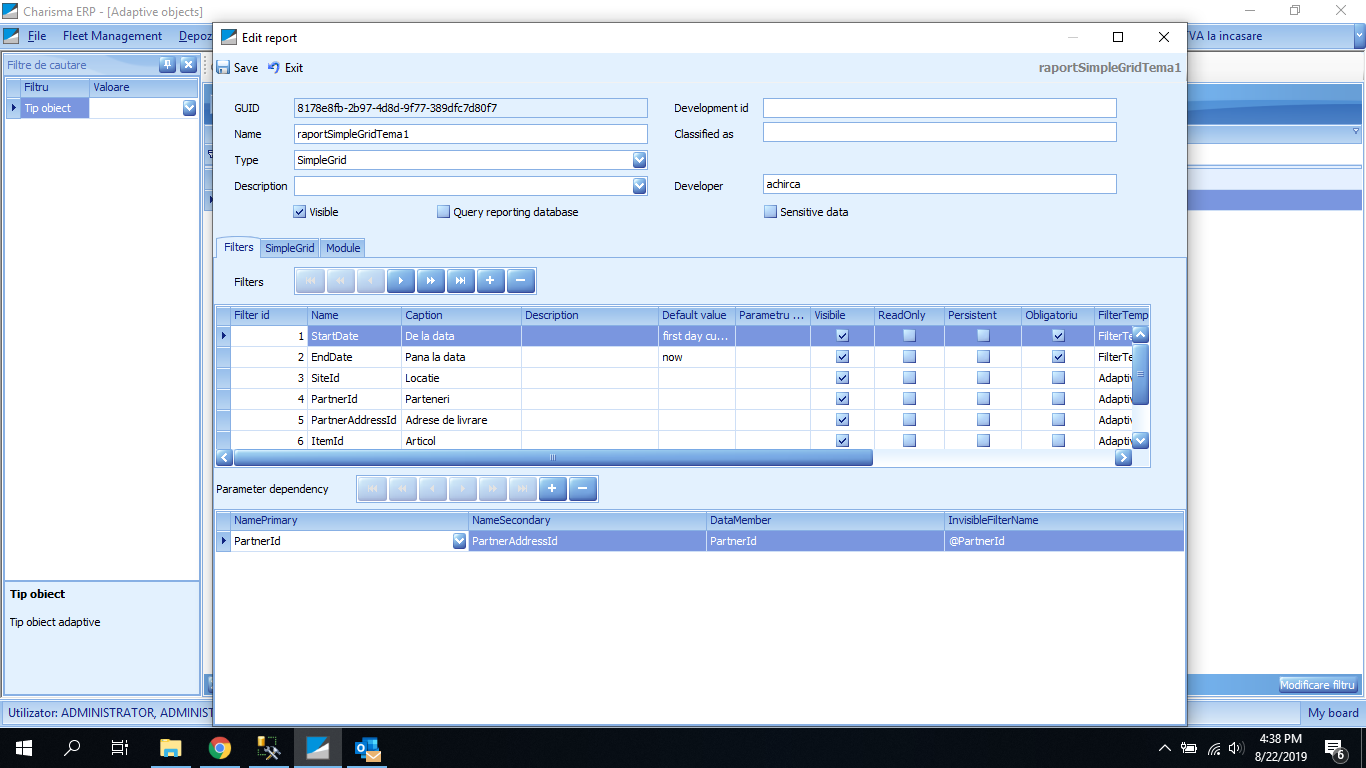 Charisma ERP - [Adaptive objects]
File Fleet Management Depoz
TVA la incasare
Filtre de cautare
Filtru Valoare
Tip object
Edit report
Save Exit
raportSimpleGridTema1
GUID 8178e8fb-2b97-4d8d-9f77-389dfc7d80f7 Development id
Name raportSimpleGridTema1 Classified as
Type SimpleGrid
Description Developer achirca
Visible Query reporting database Sensitive data
Filters SimpleGrid Module
Filters
Filter id Name Caption Description Default value Parametru ... Visibile ReadOnly Persistent Obligatoriu FilterTemp
1 StartDate De la data first day cu... FilterTe
2 EndDate Pana la data now FilterTe
3 SiteId Locatie Adaptiv
4 PartnerId Parteneri Adaptiv
5 PartnerAddressId Adrese de livrare Adaptiv
6 ItemId Articol Adaptiv
Parameter dependency
NamePrimary NameSecondary DataMember InvisibleFilterName
PartnerId PartnerAddressId PartnerId @PartnerId
Tip object
Tip object adaptive
Modificare filtru
Utilizator: ADMINISTRATOR, ADMINIST
My board
4:38 PM
8/22/2019
6